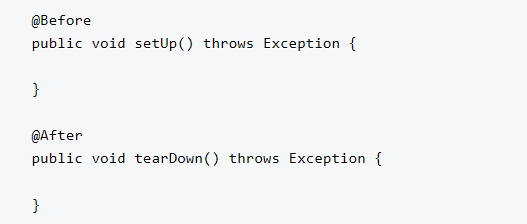 @Before
public void setUp() throws Exception {
}
@After
public void tearDown() throws Exception {
}